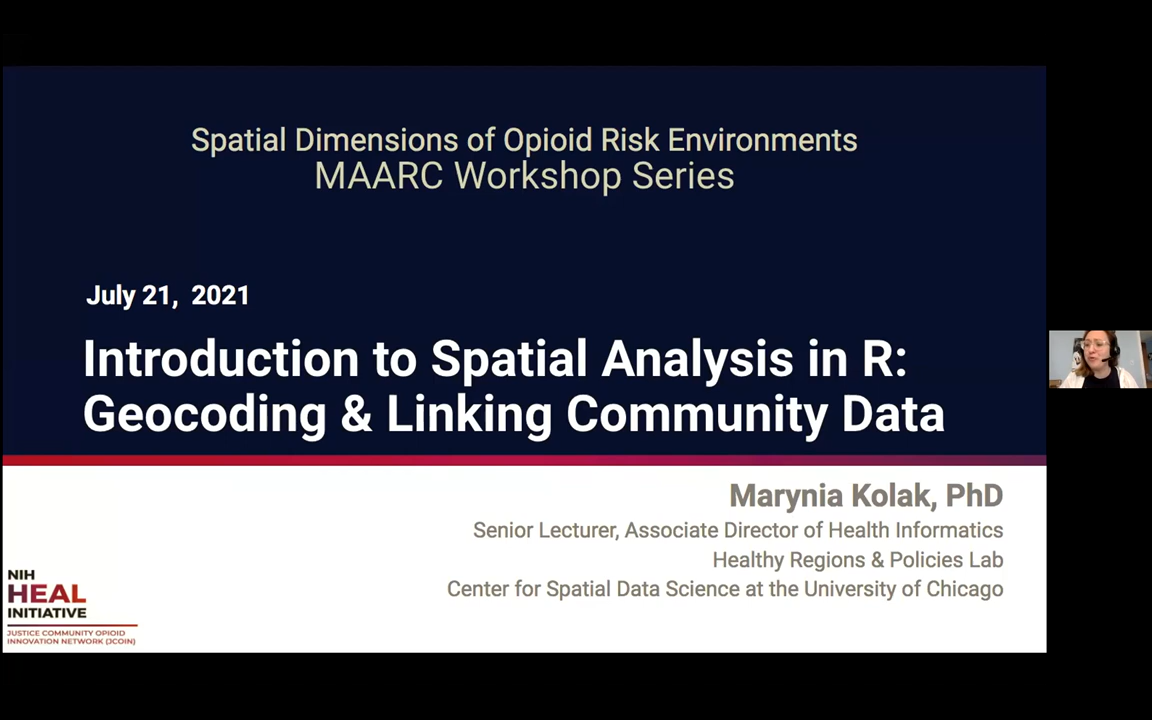 Spatial Dimensions of Opioid Risk Environments
MAARC Workshop Series
July 21, 2021
Introduction to Spatial Analysis in R:
Geocoding & Linking Community Data
Marynia Kolak, PhD
Senior Lecturer, Associate Director of Health Informatics
Healthy Regions & Policies Lab
Center for Spatial Data Science at the University of Chicago
NIH
HEAL
INITIATIVE
JUSTICE COMMUNITY OPIOID
INNOVATION NETWORK (JCOIN)